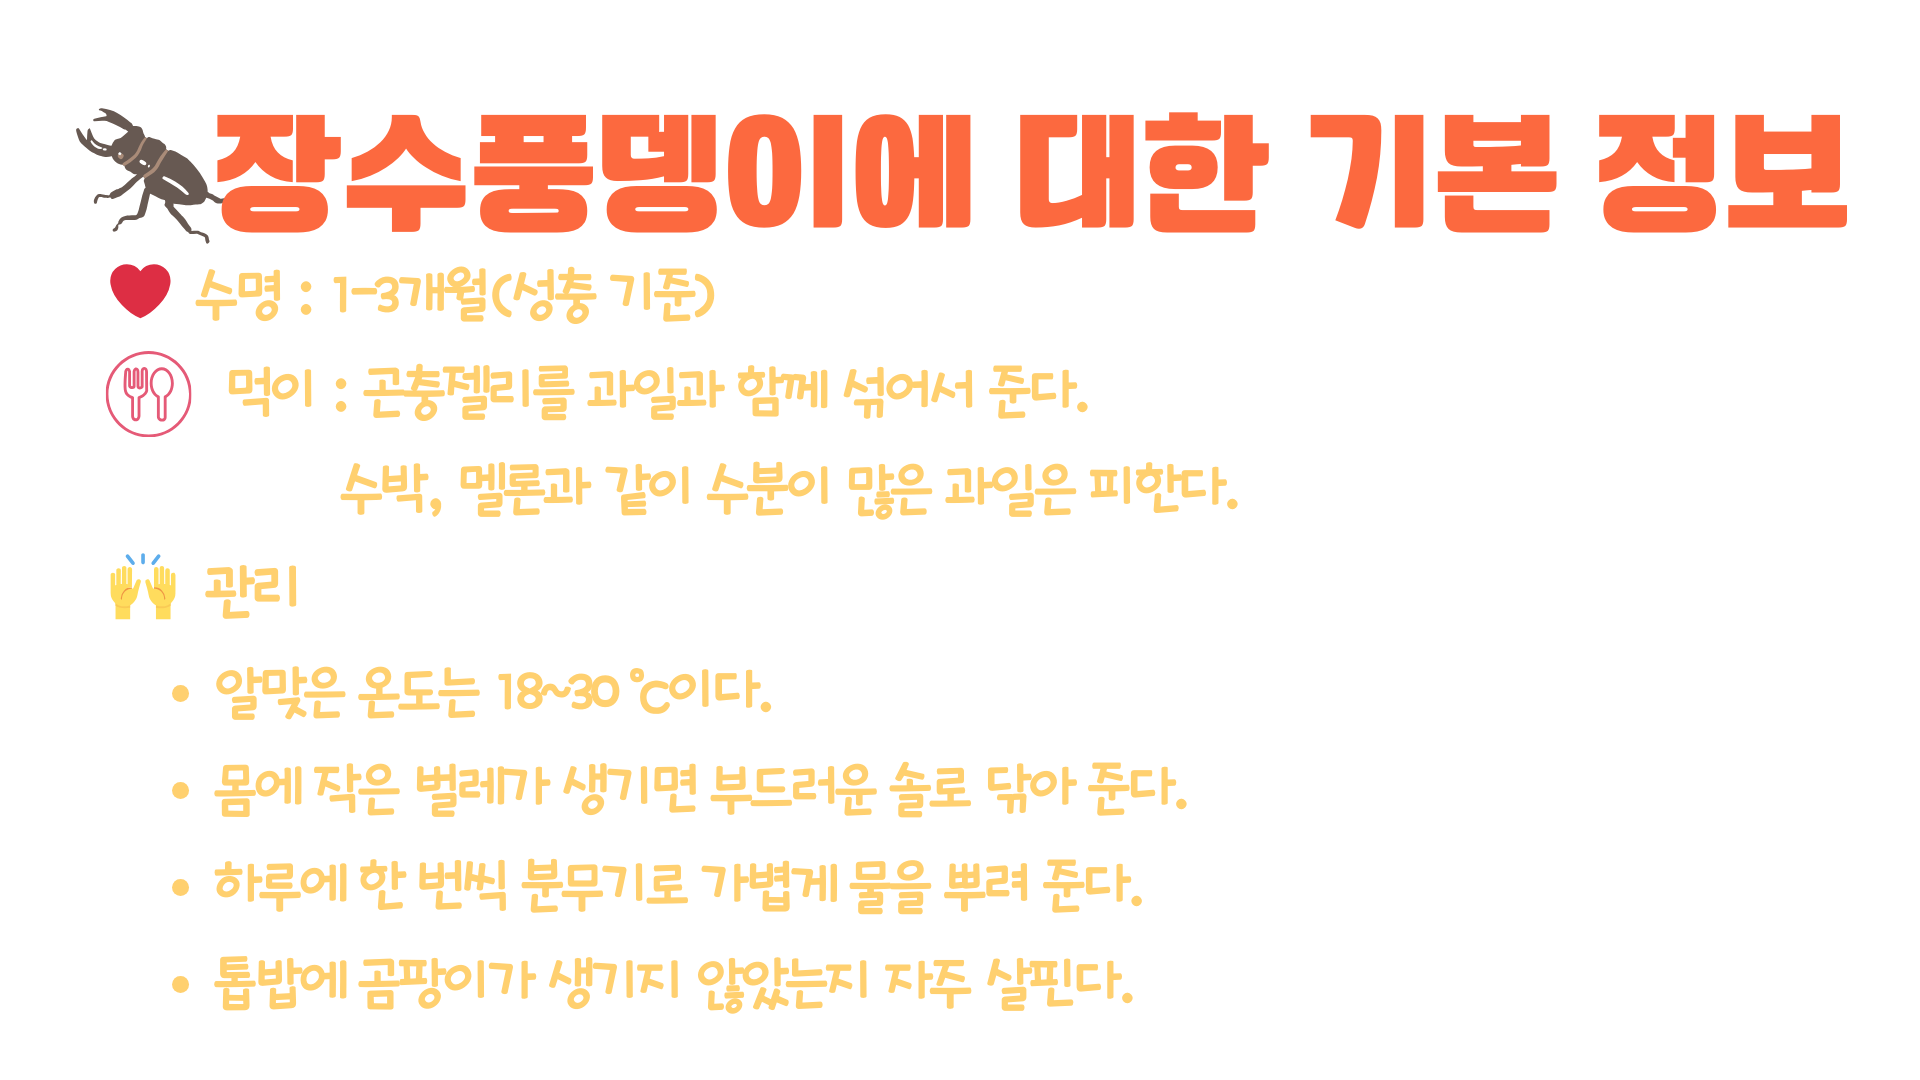 장수풍뎅이에 대한 기본 정보
수명 : 1-3개월(성충 기준)
먹이 : 곤충젤리를 과일과 함께 섞어서 준다.
수박, 멜론과 같이 수분이 많은 과일은 피한다.
관리
• 알맞은 온도는 18~30℃이다.
• 몸에 작은 벌레가 생기면 부드러운 솔로 닦아 준다.
• 하루에 한 번씩 분무기로 가볍게 물을 뿌려 준다.
• 톱밥에 곰팡이가 생기지 않았는지 자주 살핀다.